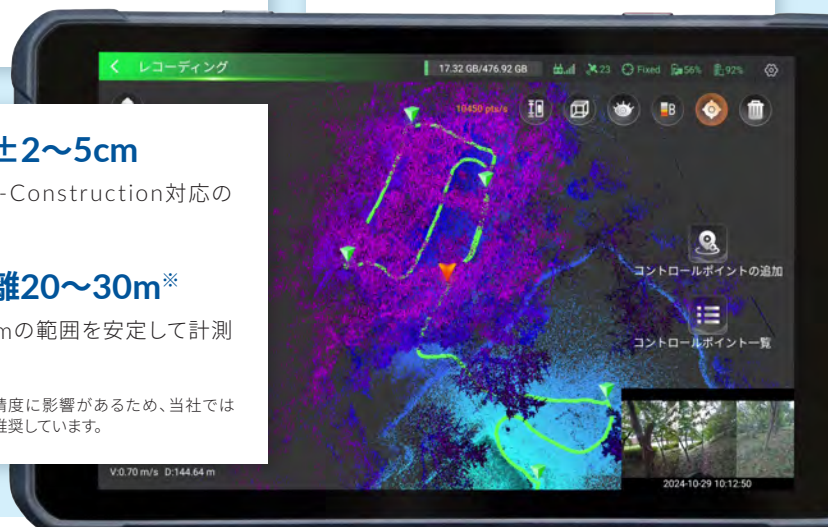 レコーディング
17.32 GB/476.92 GB
23
Fixed
56%
92%
10450 pts/s
B
±2～5cm
-Construction対応の
離20～30m※
mの範囲を安定して計測
精度に影響があるため、当社では
推奨しています。
コントロールポイントの追加
コントロールポイント一覧
V:0.70 m/s D:144.64 m
2024-10-29 10:12:50